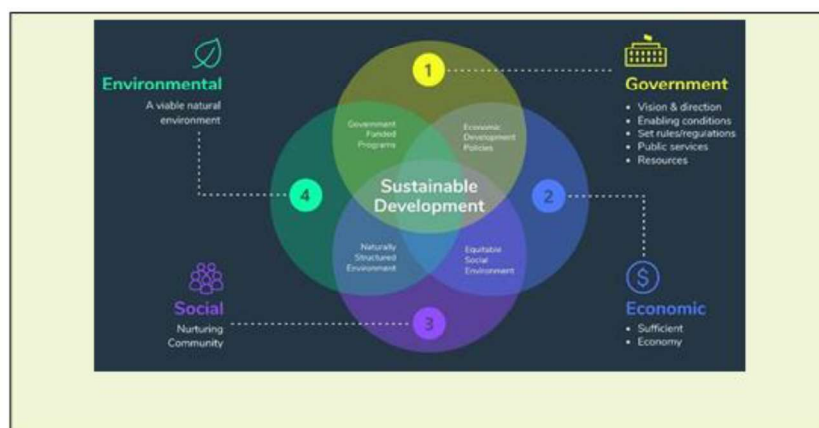 Environmental
A viable natural
environment
1
Government
• Vision & direction
• Enabling conditions
• Set rules/regulations
• Public services
• Resources
Government
Funded
Programs
Economic
Development
Policies
4
Sustainable
Development
2
Naturally
Structured
Environment
Equitable
Social
Environment
Social
Nurturing
Community
3
$
Economic
• Sufficient
• Economy